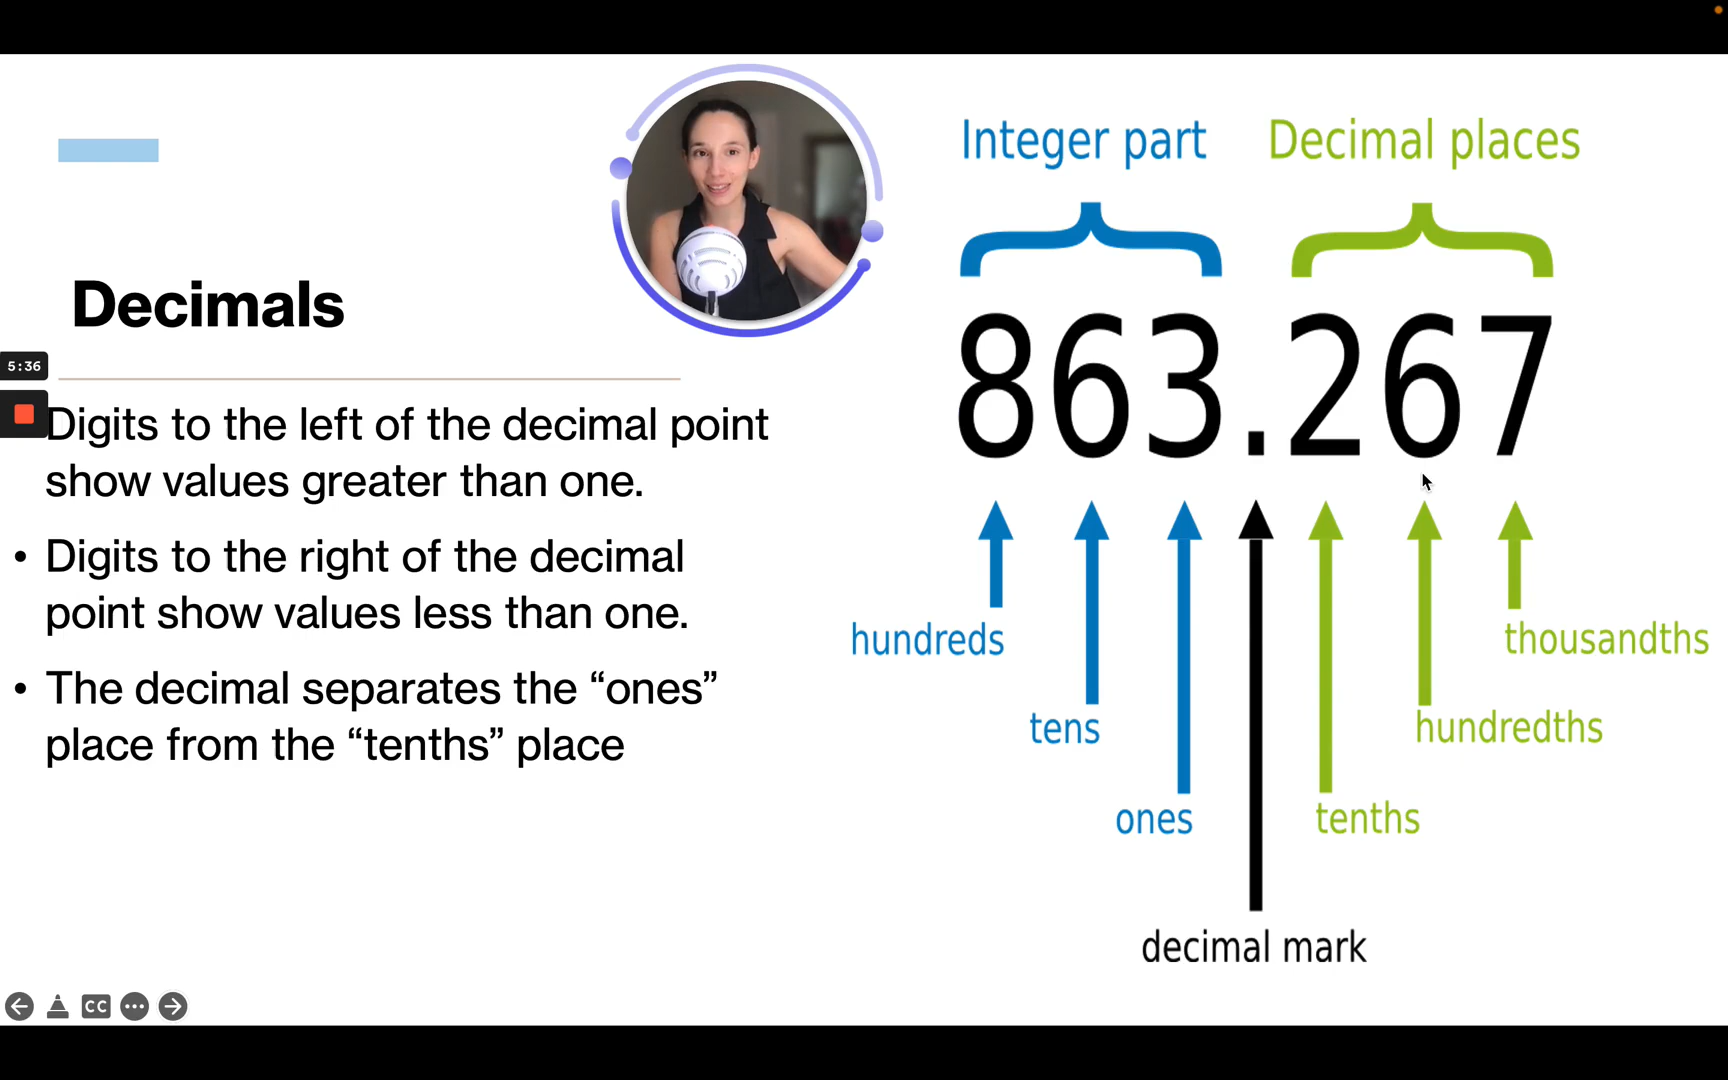 Decimals
5:36
Digits to the left of the decimal point
show values greater than one.
• Digits to the right of the decimal
point show values less than one.
• The decimal separates the “ones”
place from the “tenths” place
Integer part
Decimal places
863.267
hundreds
tens
ones
decimal mark
tenths
hundredths
thousandths
CC